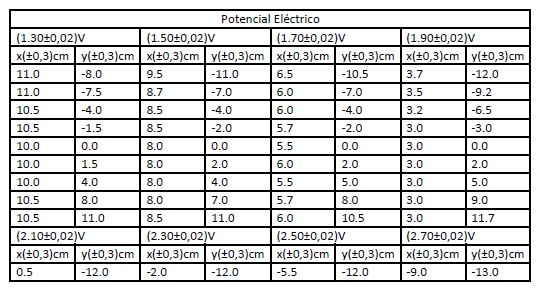 Potencial Eléctrico
(1.30±0,02)V (1.50±0,02)V (1.70±0,02)V (1.90±0,02)V
x(±0,3)cm y(±0,3)cm x(±0,3)cm y(±0,3)cm x(±0,3)cm y(±0,3)cm x(±0,3)cm y(±0,3)cm
11.0 -8.0 9.5 -11.0 6.5 -10.5 3.7 -12.0
11.0 -7.5 8.7 -7.0 6.0 -7.0 3.5 -9.2
10.5 -4.0 8.5 -4.0 6.0 -4.0 3.2 -6.5
10.5 -1.5 8.5 -2.0 5.7 -2.0 3.0 -3.0
10.0 0.0 8.0 0.0 5.5 0.0 3.0 0.0
10.0 1.5 8.0 2.0 6.0 2.0 3.0 2.0
10.0 4.0 8.0 4.0 5.5 5.0 3.0 5.0
10.5 8.0 8.0 7.0 5.7 8.0 3.0 9.0
10.5 11.0 8.5 11.0 6.0 10.5 3.0 11.7
(2.10±0,02)V (2.30±0,02)V (2.50±0,02)V (2.70±0,02)V
x(±0,3)cm y(±0,3)cm x(±0,3)cm y(±0,3)cm x(±0,3)cm y(±0,3)cm x(±0,3)cm y(±0,3)cm
0.5 -12.0 -2.0 -12.0 -5.5 -12.0 -9.0 -13.0